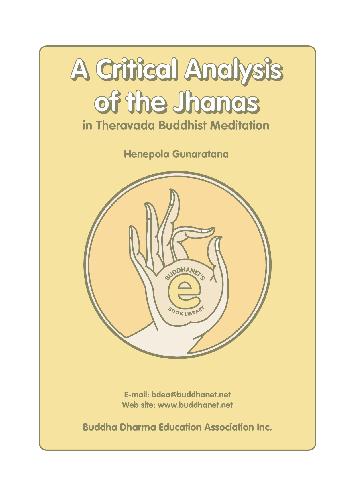 A Critical Analysis
of the Jhanas
in Theravada Buddhist Meditation
Henepola Gunaratana
BUDDHANET'S
e
BOOK LIBRARY
E-mail: bdea@buddhanet.net
Web site: www.buddhanet.net
Buddha Dharma Education Association Inc.